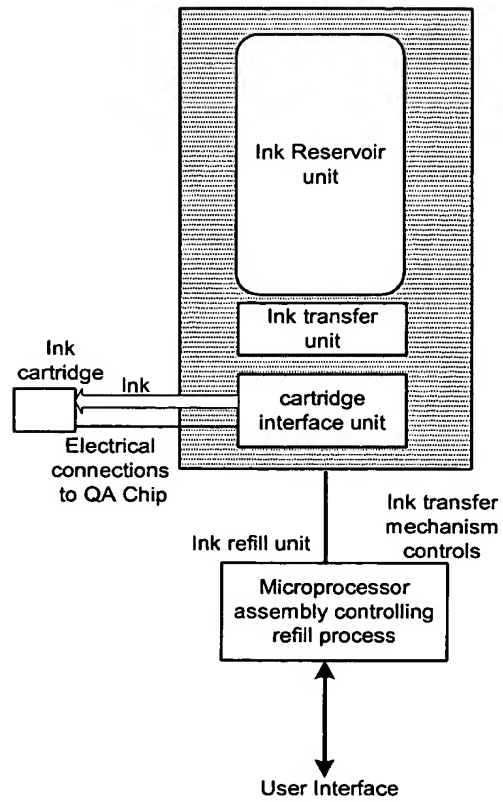 Ink Reservoir
unit
Ink transfer
unit
Ink
cartridge
Ink
cartridge
interface unit
Electrical
connections
to QA Chip
Ink transfer
mechanism
controls
Ink refill unit
Microprocessor
assembly controlling
refill process
User Interface